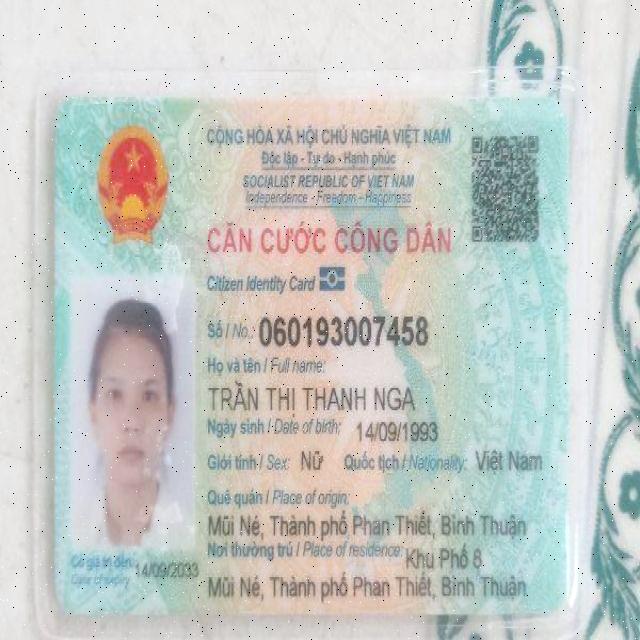 CỘNG HÒA XÃ HỘI CHỦ NGHĨA VIỆT NAM
Độc lập - Tự do - Hạnh phúc
SOCIALIST REPUBLIC OF VIET NAM
Independence - Freedom - Happiness
CĂN CƯỚC CÔNG DÂN
Citizen Identity Card
Số / No.: 060193007458
Họ và tên / Full name:
TRẦN THỊ THANH NGA
Ngày sinh / Date of birth: 14/09/1993
Giới tính / Sex: Nữ Quốc tịch / Nationality: Việt Nam
Quê quán / Place of origin:
Mũi Né, Thành phố Phan Thiết, Bình Thuận
Nơi thường trú / Place of residence: Khu Phố 8
Mũi Né, Thành phố Phan Thiết, Bình Thuận
Có giá trị đến: 14/09/2033
Date of expiry